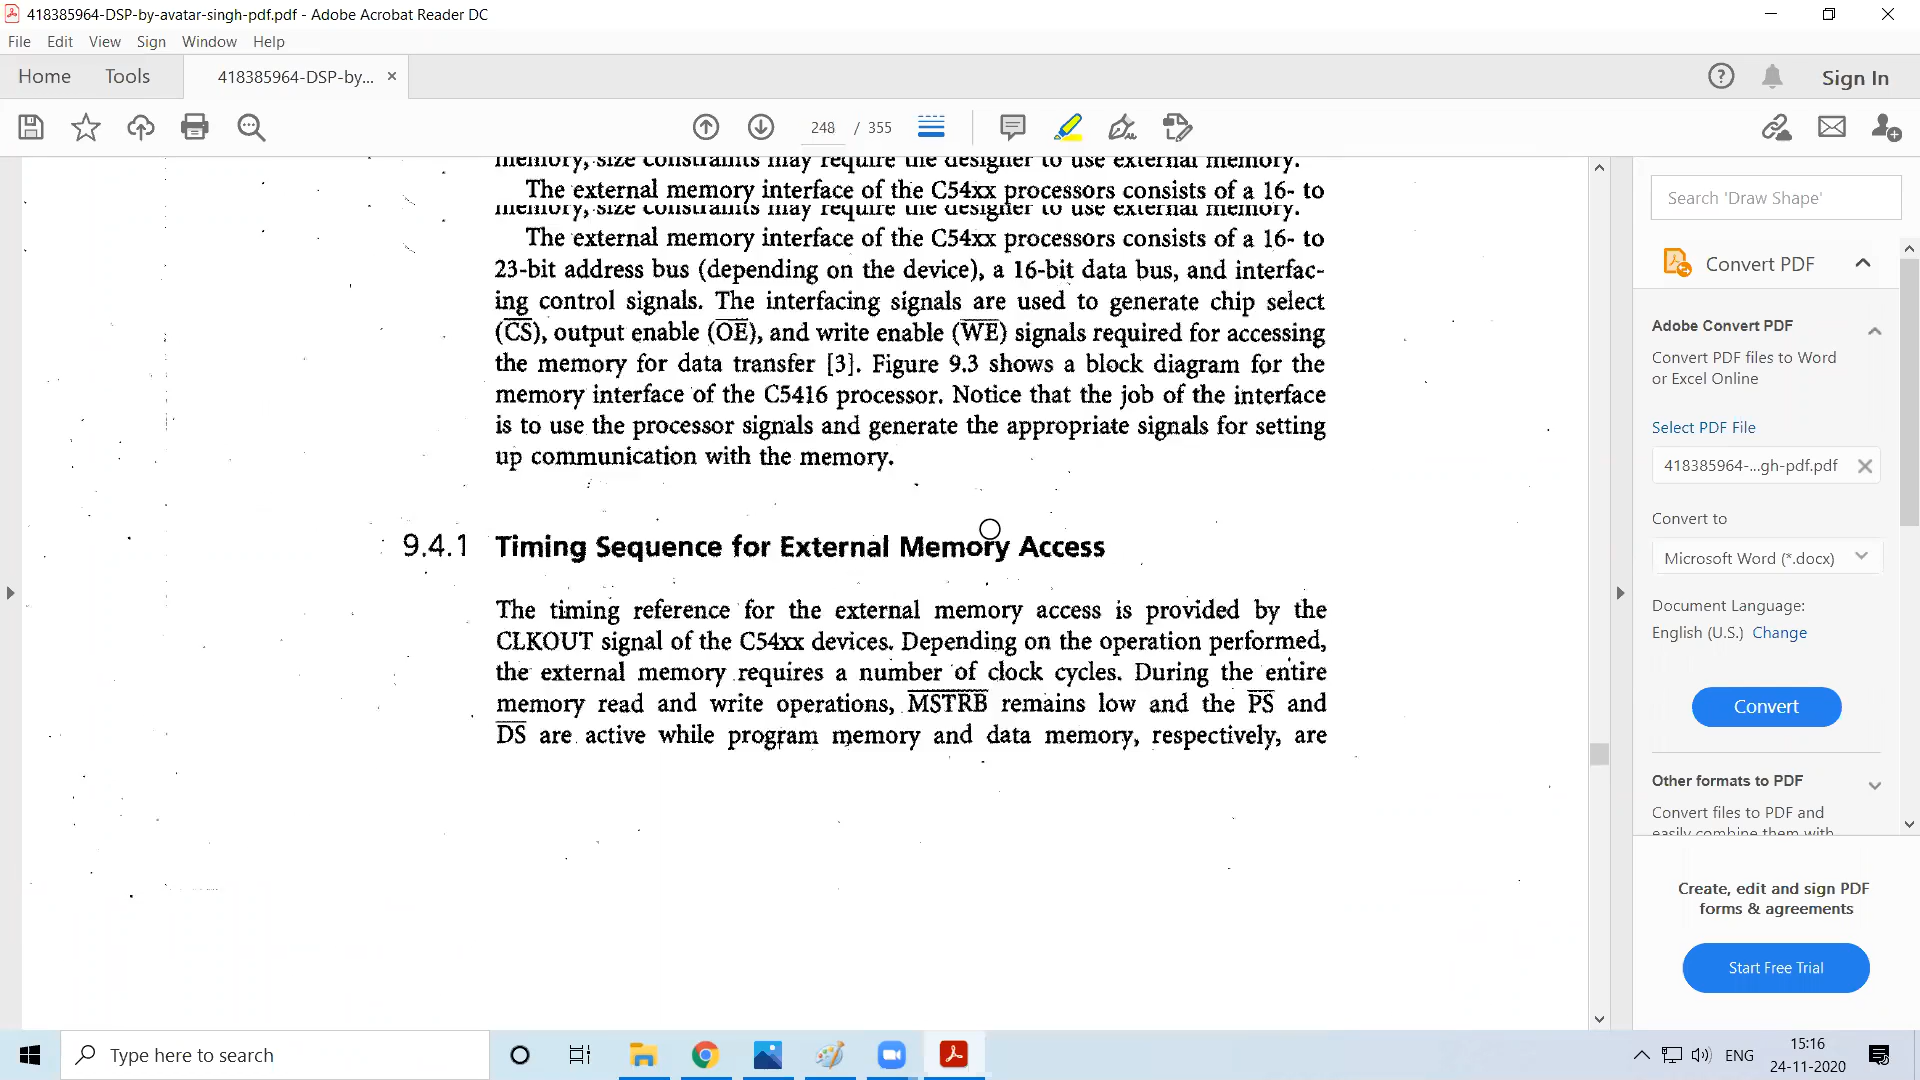 418385964-DSP-by-avatar-singh-pdf.pdf - Adobe Acrobat Reader DC
File Edit View Sign Window Help
Home Tools 418385964-DSP-by... × Sign In
248 / 355
memory, size constraints may require the designer to use external memory.
The external memory interface of the C54xx processors consists of a 16- to
memory, size constraints may require the designer to use external memory.
The external memory interface of the C54xx processors consists of a 16- to
23-bit address bus (depending on the device), a 16-bit data bus, and interfac-
ing control signals. The interfacing signals are used to generate chip select
(C̅S̅), output enable (O̅E̅), and write enable (W̅E̅) signals required for accessing
the memory for data transfer [3]. Figure 9.3 shows a block diagram for the
memory interface of the C5416 processor. Notice that the job of the interface
is to use the processor signals and generate the appropriate signals for setting
up communication with the memory.
9.4.1 Timing Sequence for External Memory Access
The timing reference for the external memory access is provided by the
CLKOUT signal of the C54xx devices. Depending on the operation performed,
the external memory requires a number of clock cycles. During the entire
memory read and write operations, M̅S̅T̅R̅B̅ remains low and the P̅S̅ and
D̅S̅ are active while program memory and data memory, respectively, are
Search 'Draw Shape'
Convert PDF
Adobe Convert PDF
Convert PDF files to Word
or Excel Online
Select PDF File
418385964-...gh-pdf.pdf
Convert to
Microsoft Word (*.docx)
Document Language:
English (U.S.) Change
Convert
Other formats to PDF
Convert files to PDF and
easily combine them with
Create, edit and sign PDF
forms & agreements
Start Free Trial
Type here to search
ENG
15:16
24-11-2020